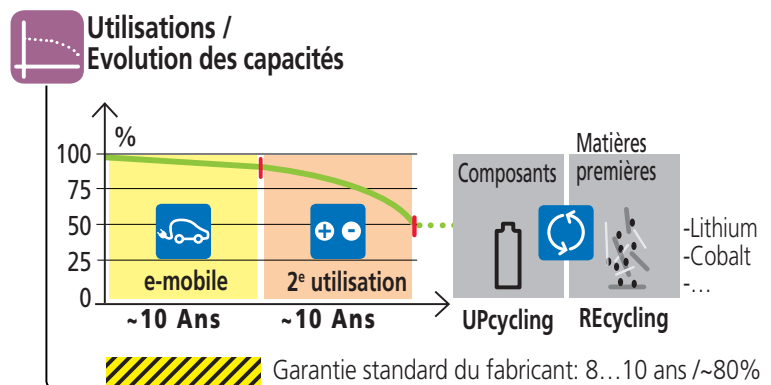 Utilisations /
Evolution des capacités
%
100
75
50
25
0
e-mobile
2e utilisation
~10 Ans
~10 Ans
Composants
Matières
premières
-Lithium
-Cobalt
-…
UPcycling
REcycling
Garantie standard du fabricant: 8…10 ans /~80%